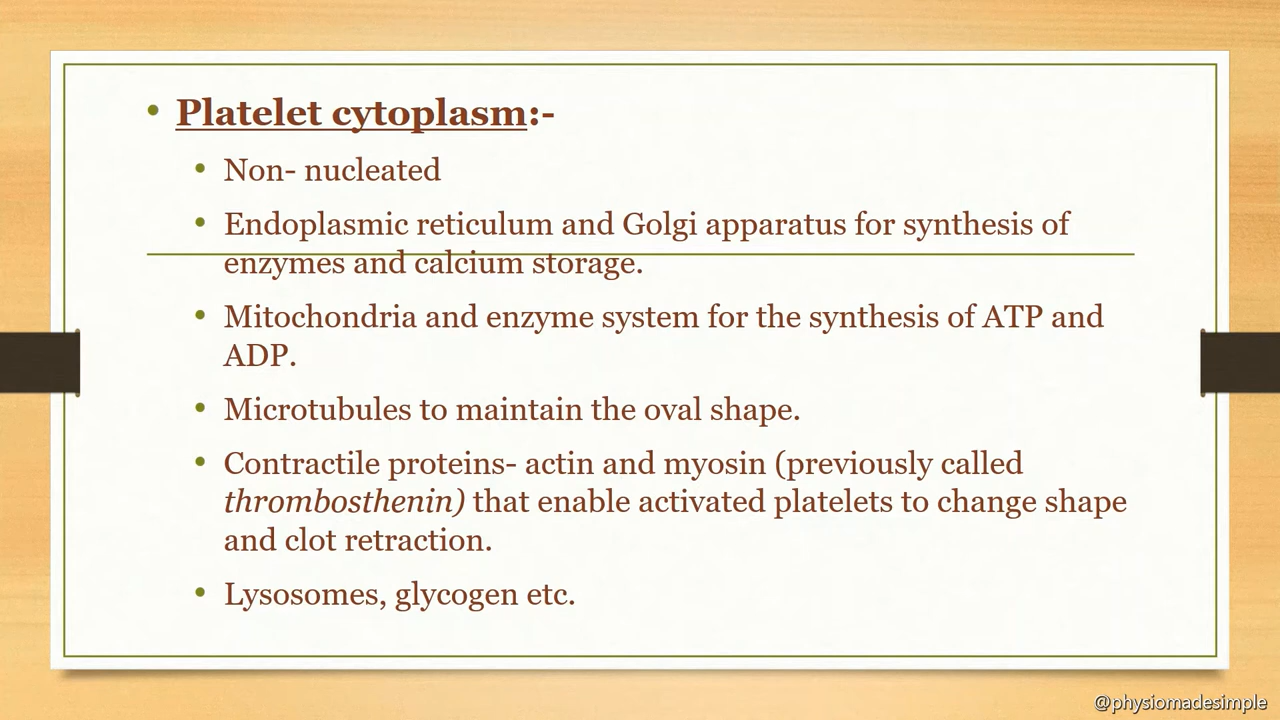 • Platelet cytoplasm:-
• Non- nucleated
• Endoplasmic reticulum and Golgi apparatus for synthesis of
enzymes and calcium storage.
• Mitochondria and enzyme system for the synthesis of ATP and
ADP.
• Microtubules to maintain the oval shape.
• Contractile proteins- actin and myosin (previously called
thrombosthenin) that enable activated platelets to change shape
and clot retraction.
• Lysosomes, glycogen etc.
@physiomadesimple